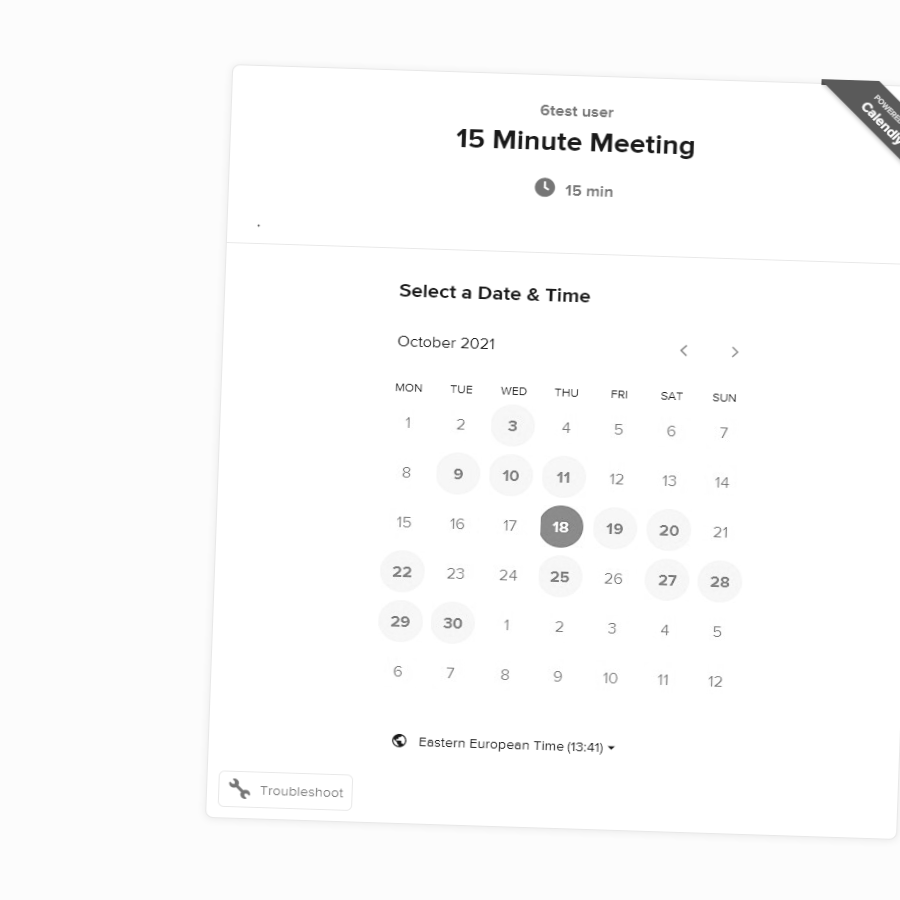 6test user
15 Minute Meeting
15 min
POWERED
Calendly
.
Select a Date & Time
October 2021
MON TUE WED THU FRI SAT SUN
1 2 3 4 5 6 7
8 9 10 11 12 13 14
15 16 17 18 19 20 21
22 23 24 25 26 27 28
29 30 1 2 3 4 5
6 7 8 9 10 11 12
Eastern European Time (13:41)
Troubleshoot